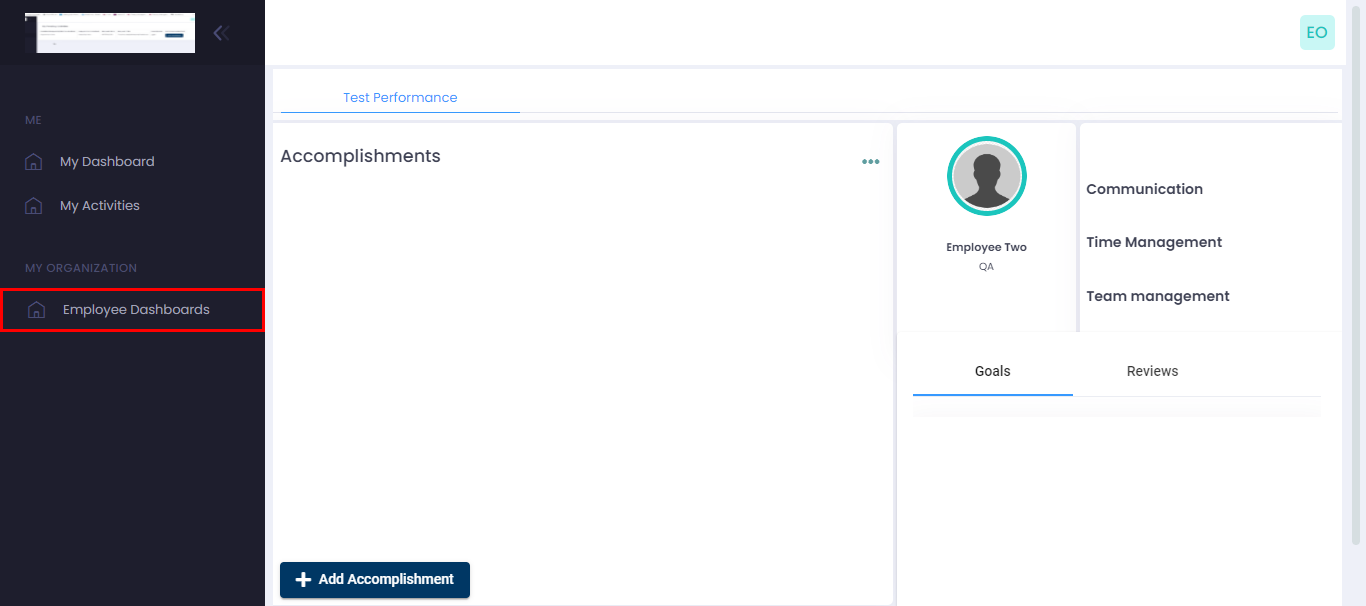 EO
ME
My Dashboard
My Activities
MY ORGANIZATION
Employee Dashboards
Test Performance
Accomplishments
Add Accomplishment
Employee Two
QA
Communication
Time Management
Team management
Goals
Reviews